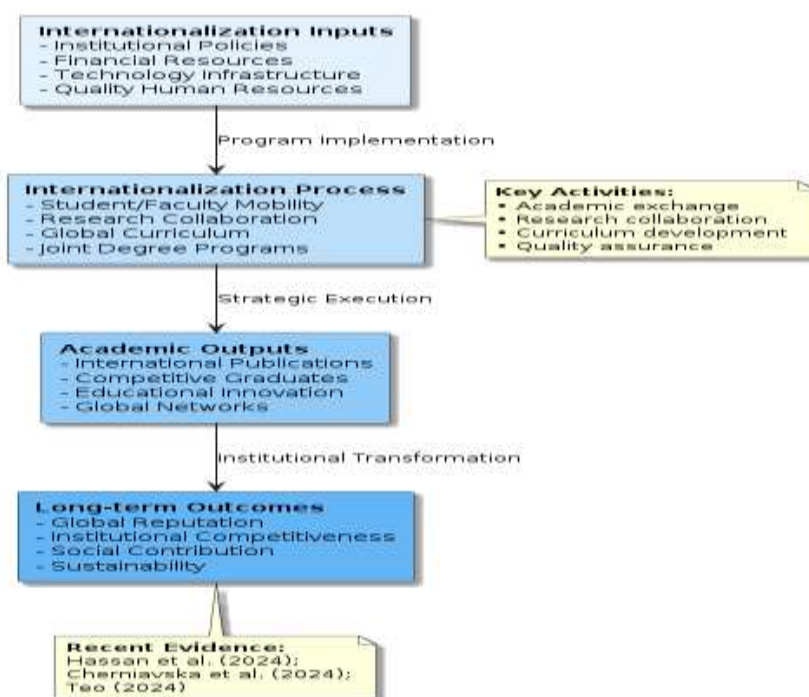 Internationalization Inputs
- Institutional Policies
- Financial Resources
- Technology Infrastructure
- Quality Human Resources
Program Implementation
Internationalization Process
- Student/Faculty Mobility
- Research Collaboration
- Global Curriculum
- Joint Degree Programs
Key Activities:
• Academic exchange
• Research collaboration
• Curriculum development
• Quality assurance
Strategic Execution
Academic Outputs
- International Publications
- Competitive Graduates
- Educational Innovation
- Global Networks
Institutional Transformation
Long-term Outcomes
- Global Reputation
- Institutional Competitiveness
- Social Contribution
- Sustainability
Recent Evidence:
Hassan et al. (2024);
Cherniavska et al. (2024);
Teo (2024)